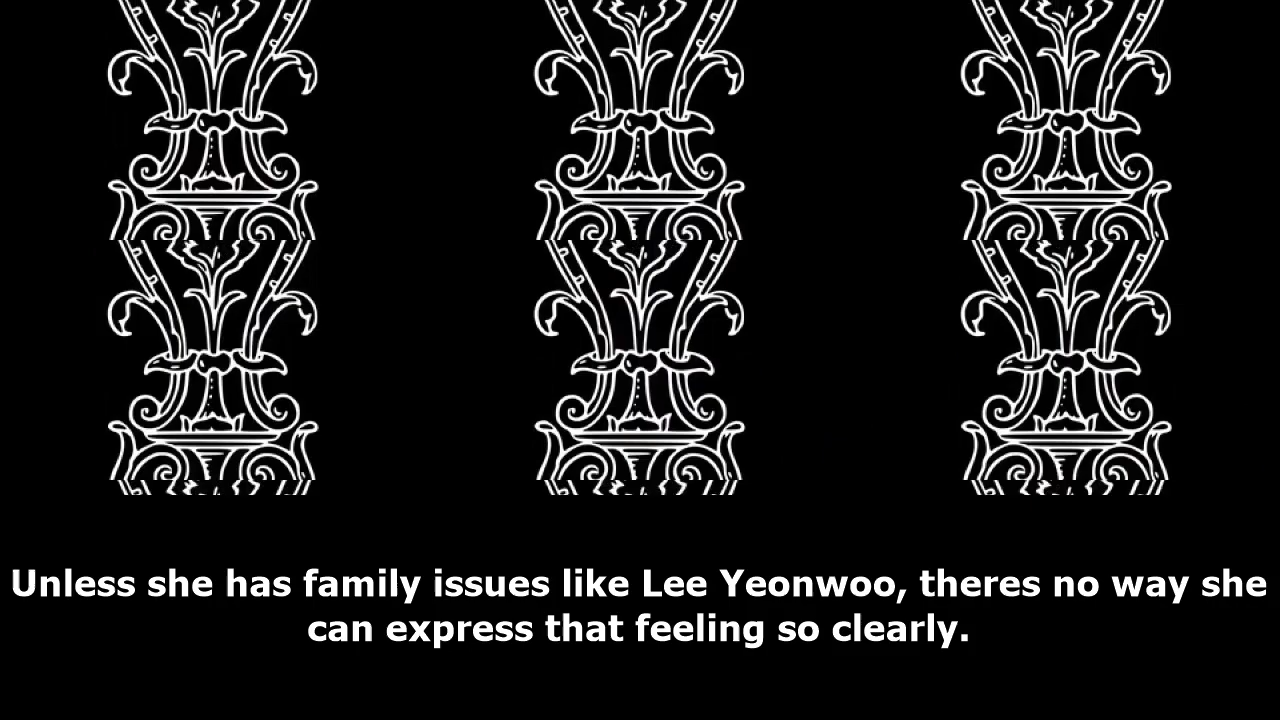 Unless she has family issues like Lee Yeonwoo, theres no way she
can express that feeling so clearly.